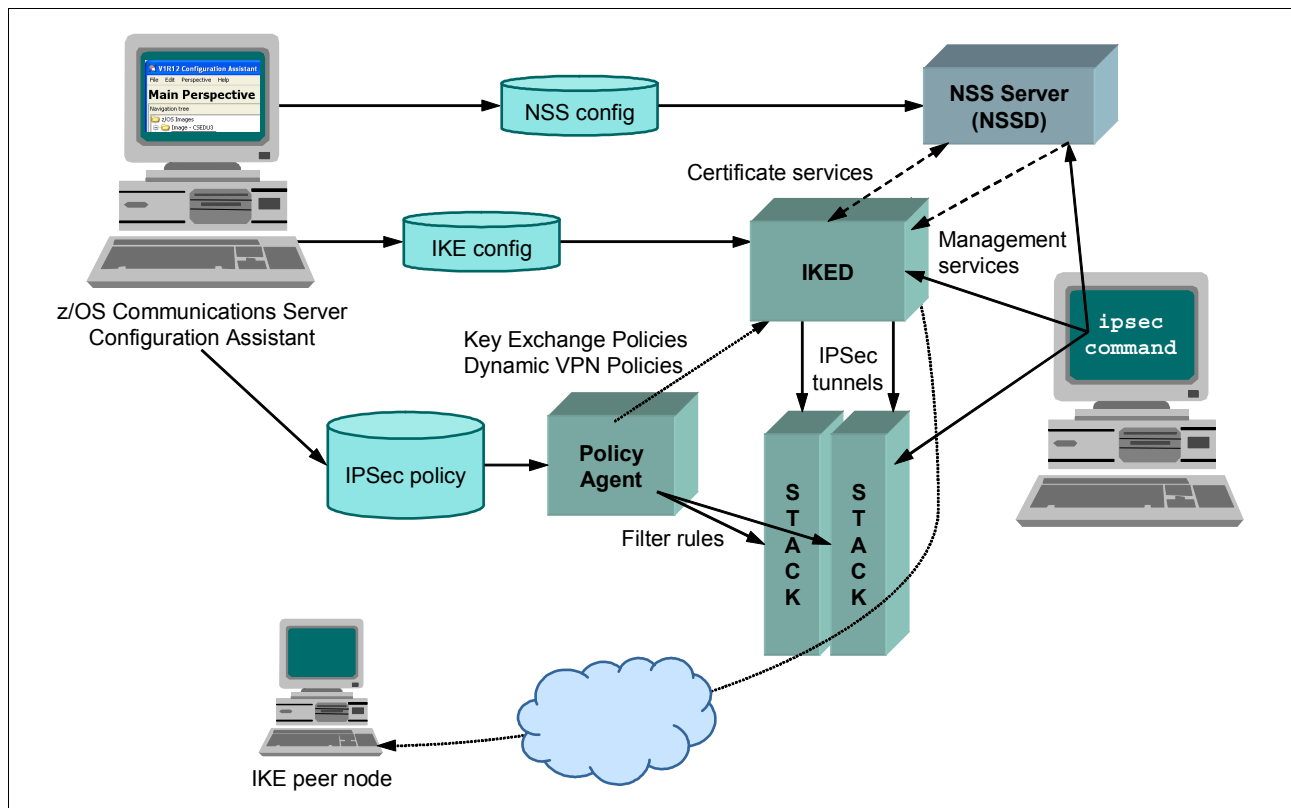 V1R12 Configuration Assistant
File Edit Perspective Help
Main Perspective
Navigation tree
z/OS Images
Image - CSEDU3
NSS config
NSS Server
(NSSD)
Certificate services
IKE config
IKED
Management
services
z/OS Communications Server
Configuration Assistant
ipsec
command
Key Exchange Policies
Dynamic VPN Policies
IPSec
tunnels
IPSec policy
Policy
Agent
Filter rules
S
T
A
C
K
S
T
A
C
K
IKE peer node